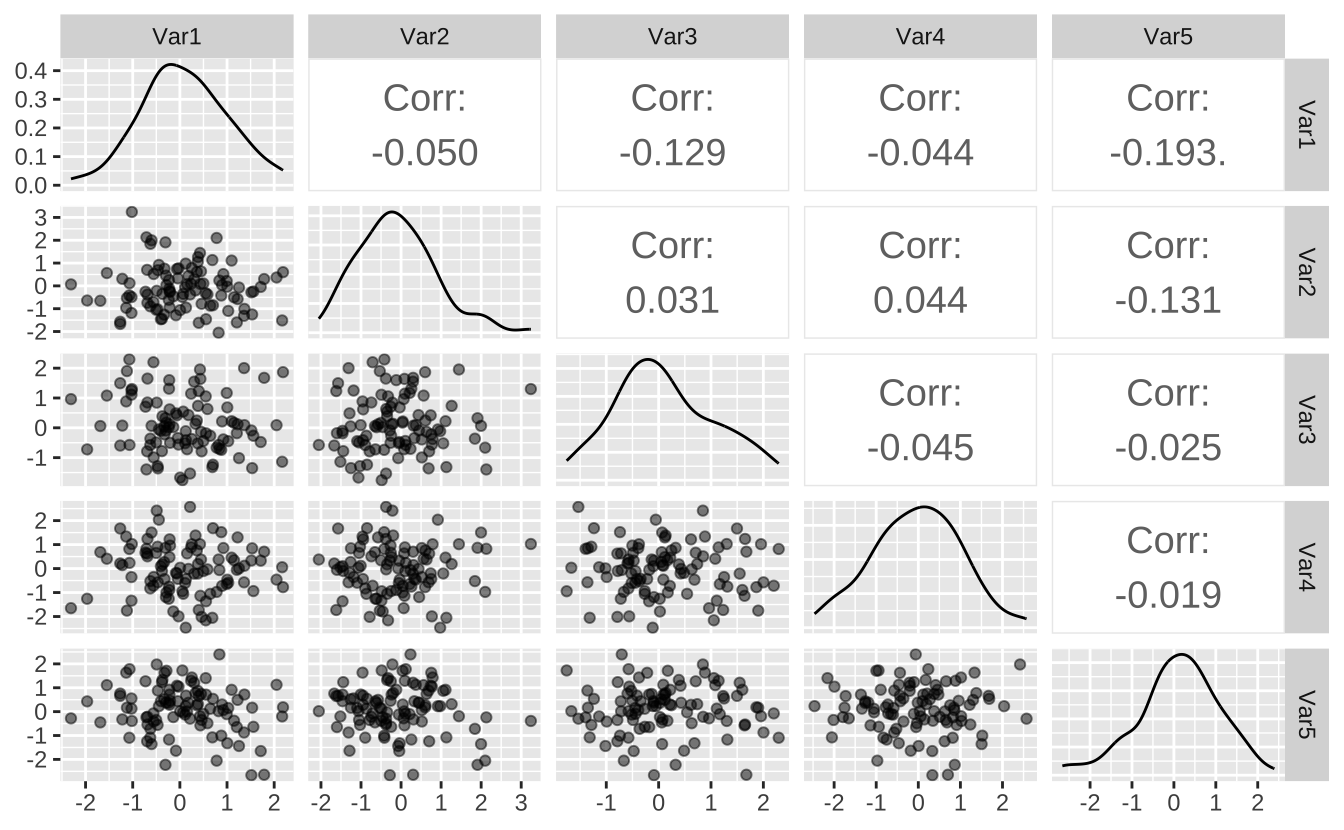 Var1 Var2 Var3 Var4 Var5
0.4
0.3
0.2
0.1
0.0
Corr:
-0.050
Corr:
-0.129
Corr:
-0.044
Corr:
-0.193.
Var1
3
2
1
0
-1
-2
Corr:
0.031
Corr:
0.044
Corr:
-0.131
Var2
2
1
0
-1
Corr:
-0.045
Corr:
-0.025
Var3
2
1
0
-1
-2
Corr:
-0.019
Var4
2
1
0
-1
-2
Var5
-2 -1 0 1 2
-2 -1 0 1 2 3
-1 0 1 2
-2 -1 0 1 2
-2 -1 0 1 2